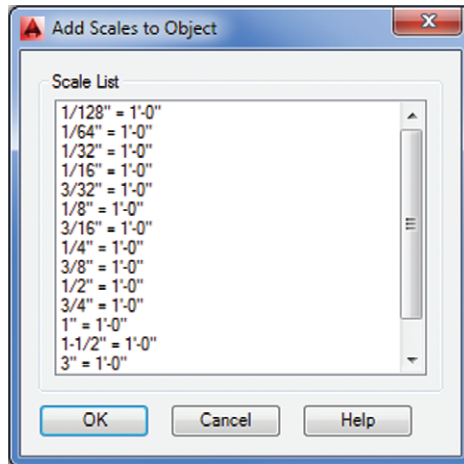 Add Scales to Object
Scale List
1/128" = 1'-0"
1/64" = 1'-0"
1/32" = 1'-0"
1/16" = 1'-0"
3/32" = 1'-0"
1/8" = 1'-0"
3/16" = 1'-0"
1/4" = 1'-0"
3/8" = 1'-0"
1/2" = 1'-0"
3/4" = 1'-0"
1" = 1'-0"
1-1/2" = 1'-0"
3" = 1'-0"
OK Cancel Help